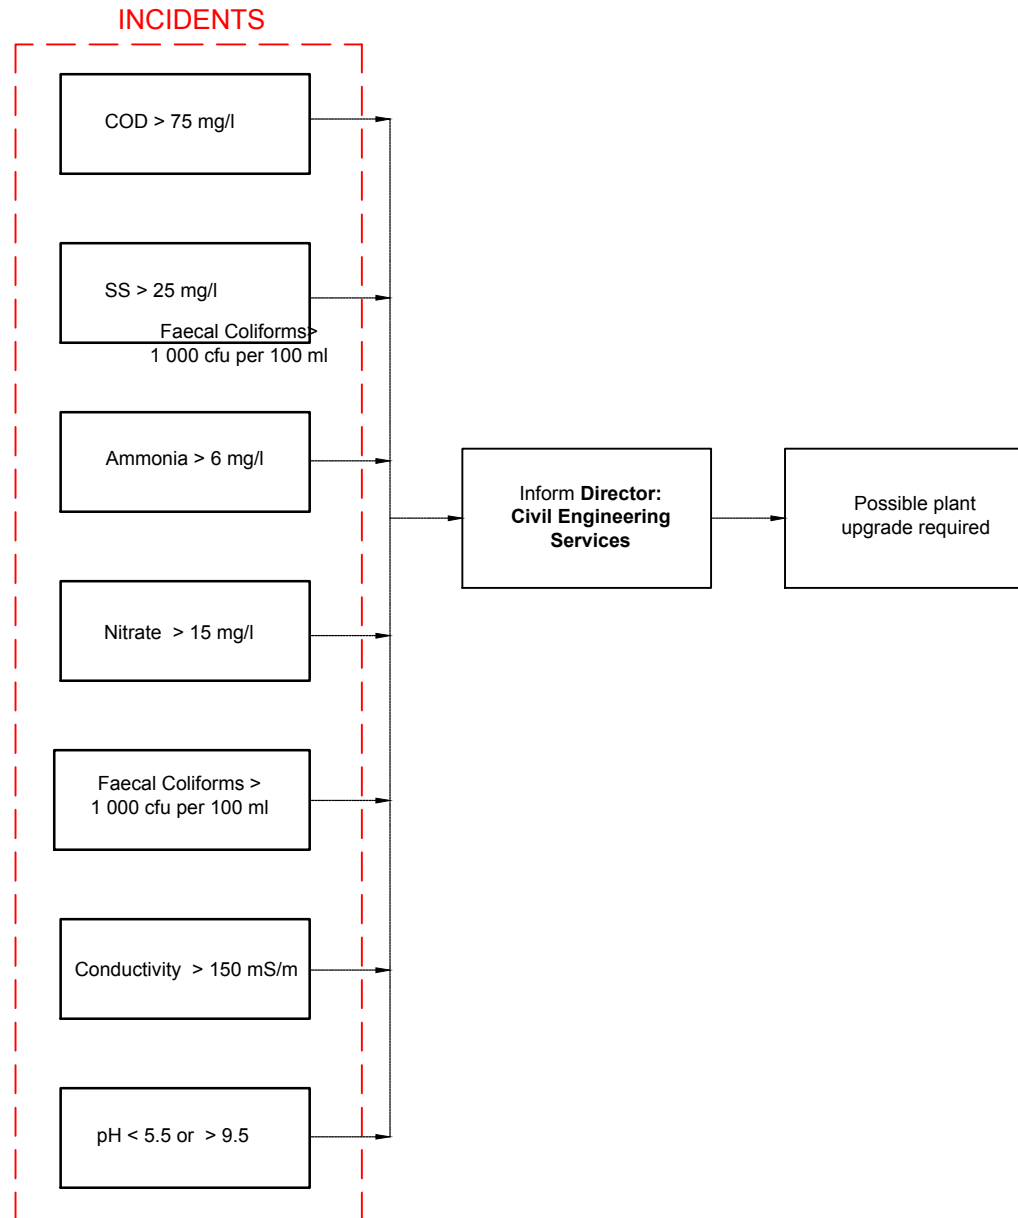 INCIDENTS
COD > 75 mg/l
SS > 25 mg/l
Faecal Coliforms>
1 000 cfu per 100 ml
Ammonia > 6 mg/l
Inform Director:
Civil Engineering
Services
Possible plant
upgrade required
Nitrate  > 15 mg/l
Faecal Coliforms >
1 000 cfu per 100 ml
Conductivity  > 150 mS/m
pH < 5.5 or  > 9.5